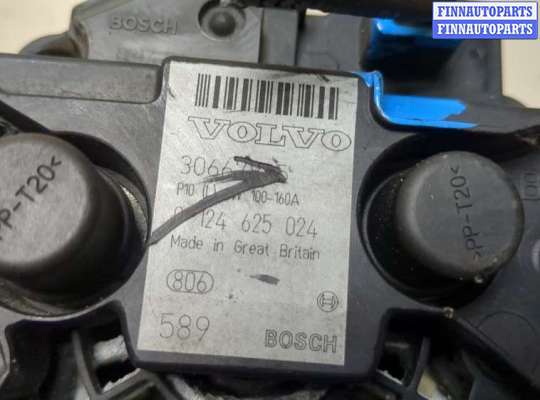 FINNAUTOPARTS
FINNAUTOPARTS
BOSCH
VOLVO
P10 100-160A
124 625 024
Made in Great Britain
806
589
BOSCH
PP-T20<
>PP-T20<